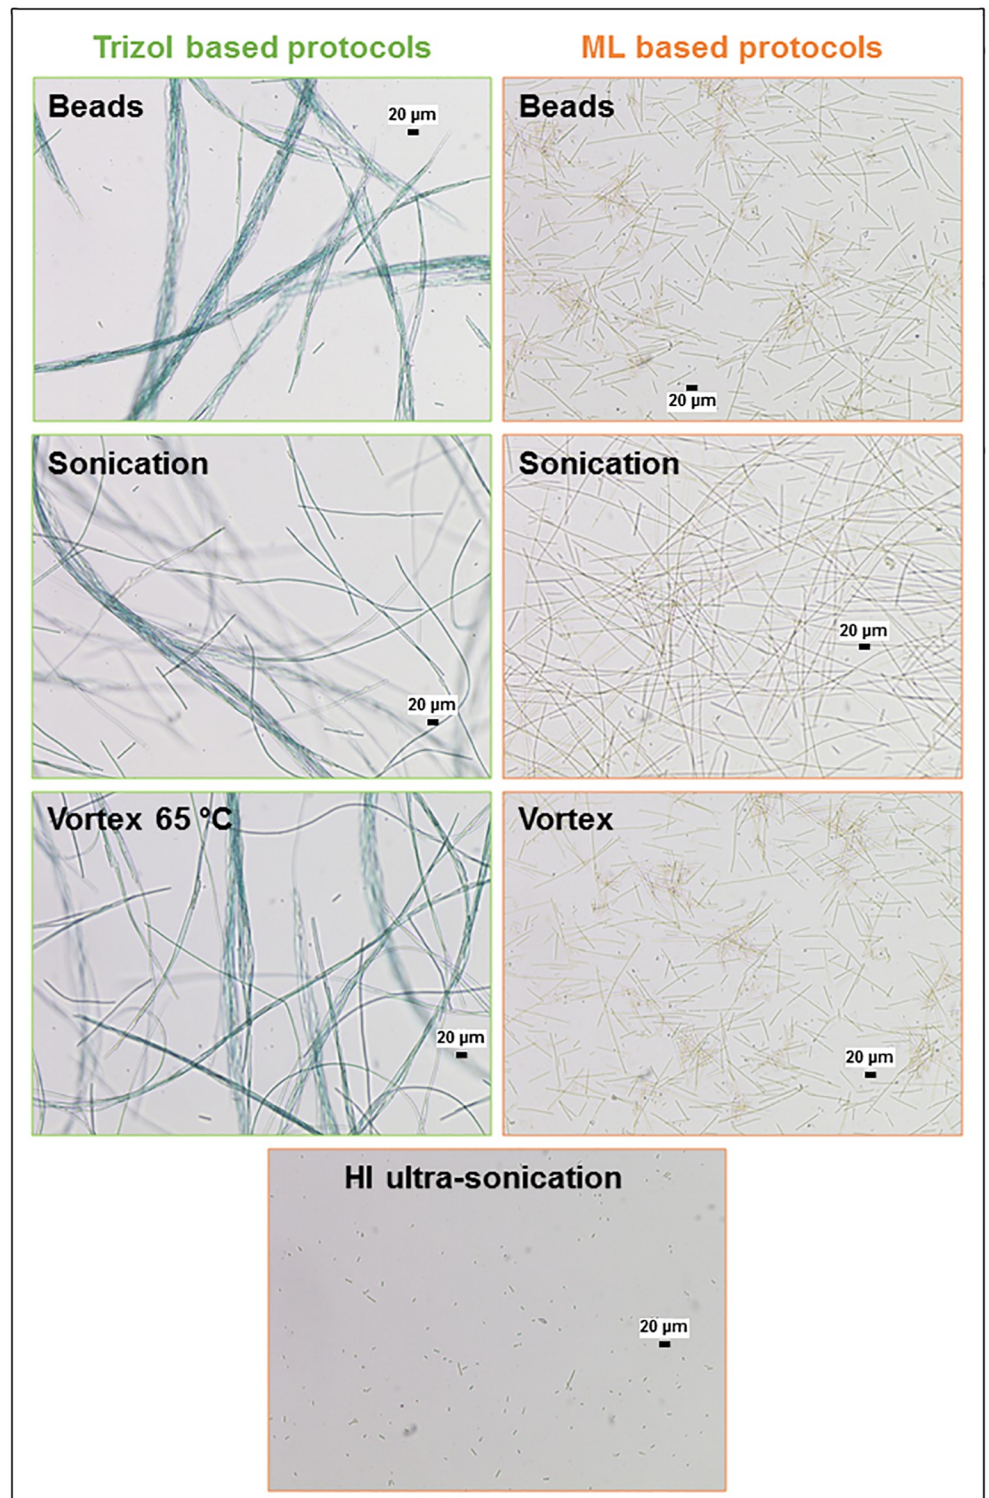 Trizol based protocols
ML based protocols
Beads
20 µm
Beads
20 µm
Sonication
20 µm
Sonication
20 µm
Vortex 65 ºC
20 µm
Vortex
20 µm
HI ultra-sonication
20 µm